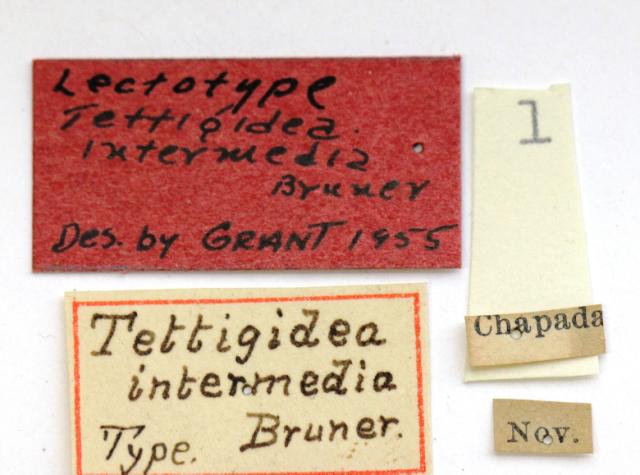 Lectotype
Tettigidea.
intermedia
Bruner
Des. by GRANT 1955
Tettigidea
intermedia
Bruner.
Type.
1
Chapada
Nov.